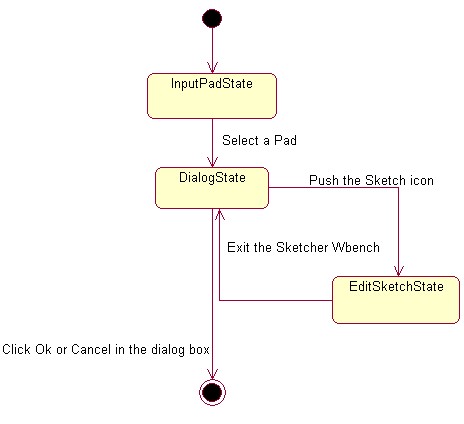 InputPadState
Select a Pad
DialogState
Push the Sketch icon
Exit the Sketcher Wbench
EditSketchState
Click Ok or Cancel in the dialog box